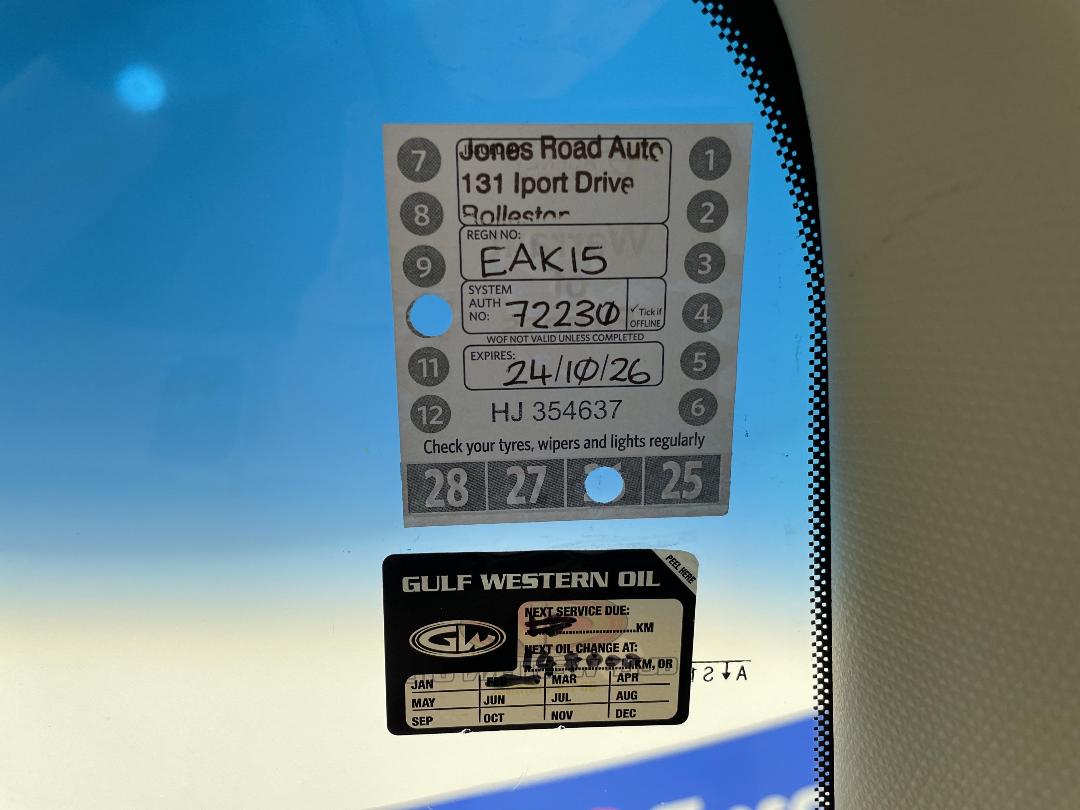 7
8
9
11
12
Jones Road Auto
131 Iport Drive
Rolleston
REGN NO:
EAK15
SYSTEM
AUTH
NO: 72230
✓ Tick if
OFFLINE
WOF NOT VALID UNLESS COMPLETED
EXPIRES:
24/10/26
HJ 354637
1
2
3
4
5
6
Check your tyres, wipers and lights regularly
28 27 25
PEEL HERE
GULF WESTERN OIL
GW
NEXT SERVICE DUE:
KM
NEXT OIL CHANGE AT:
KM, OR
JAN MAR APR
MAY JUN JUL AUG
SEP OCT NOV DEC